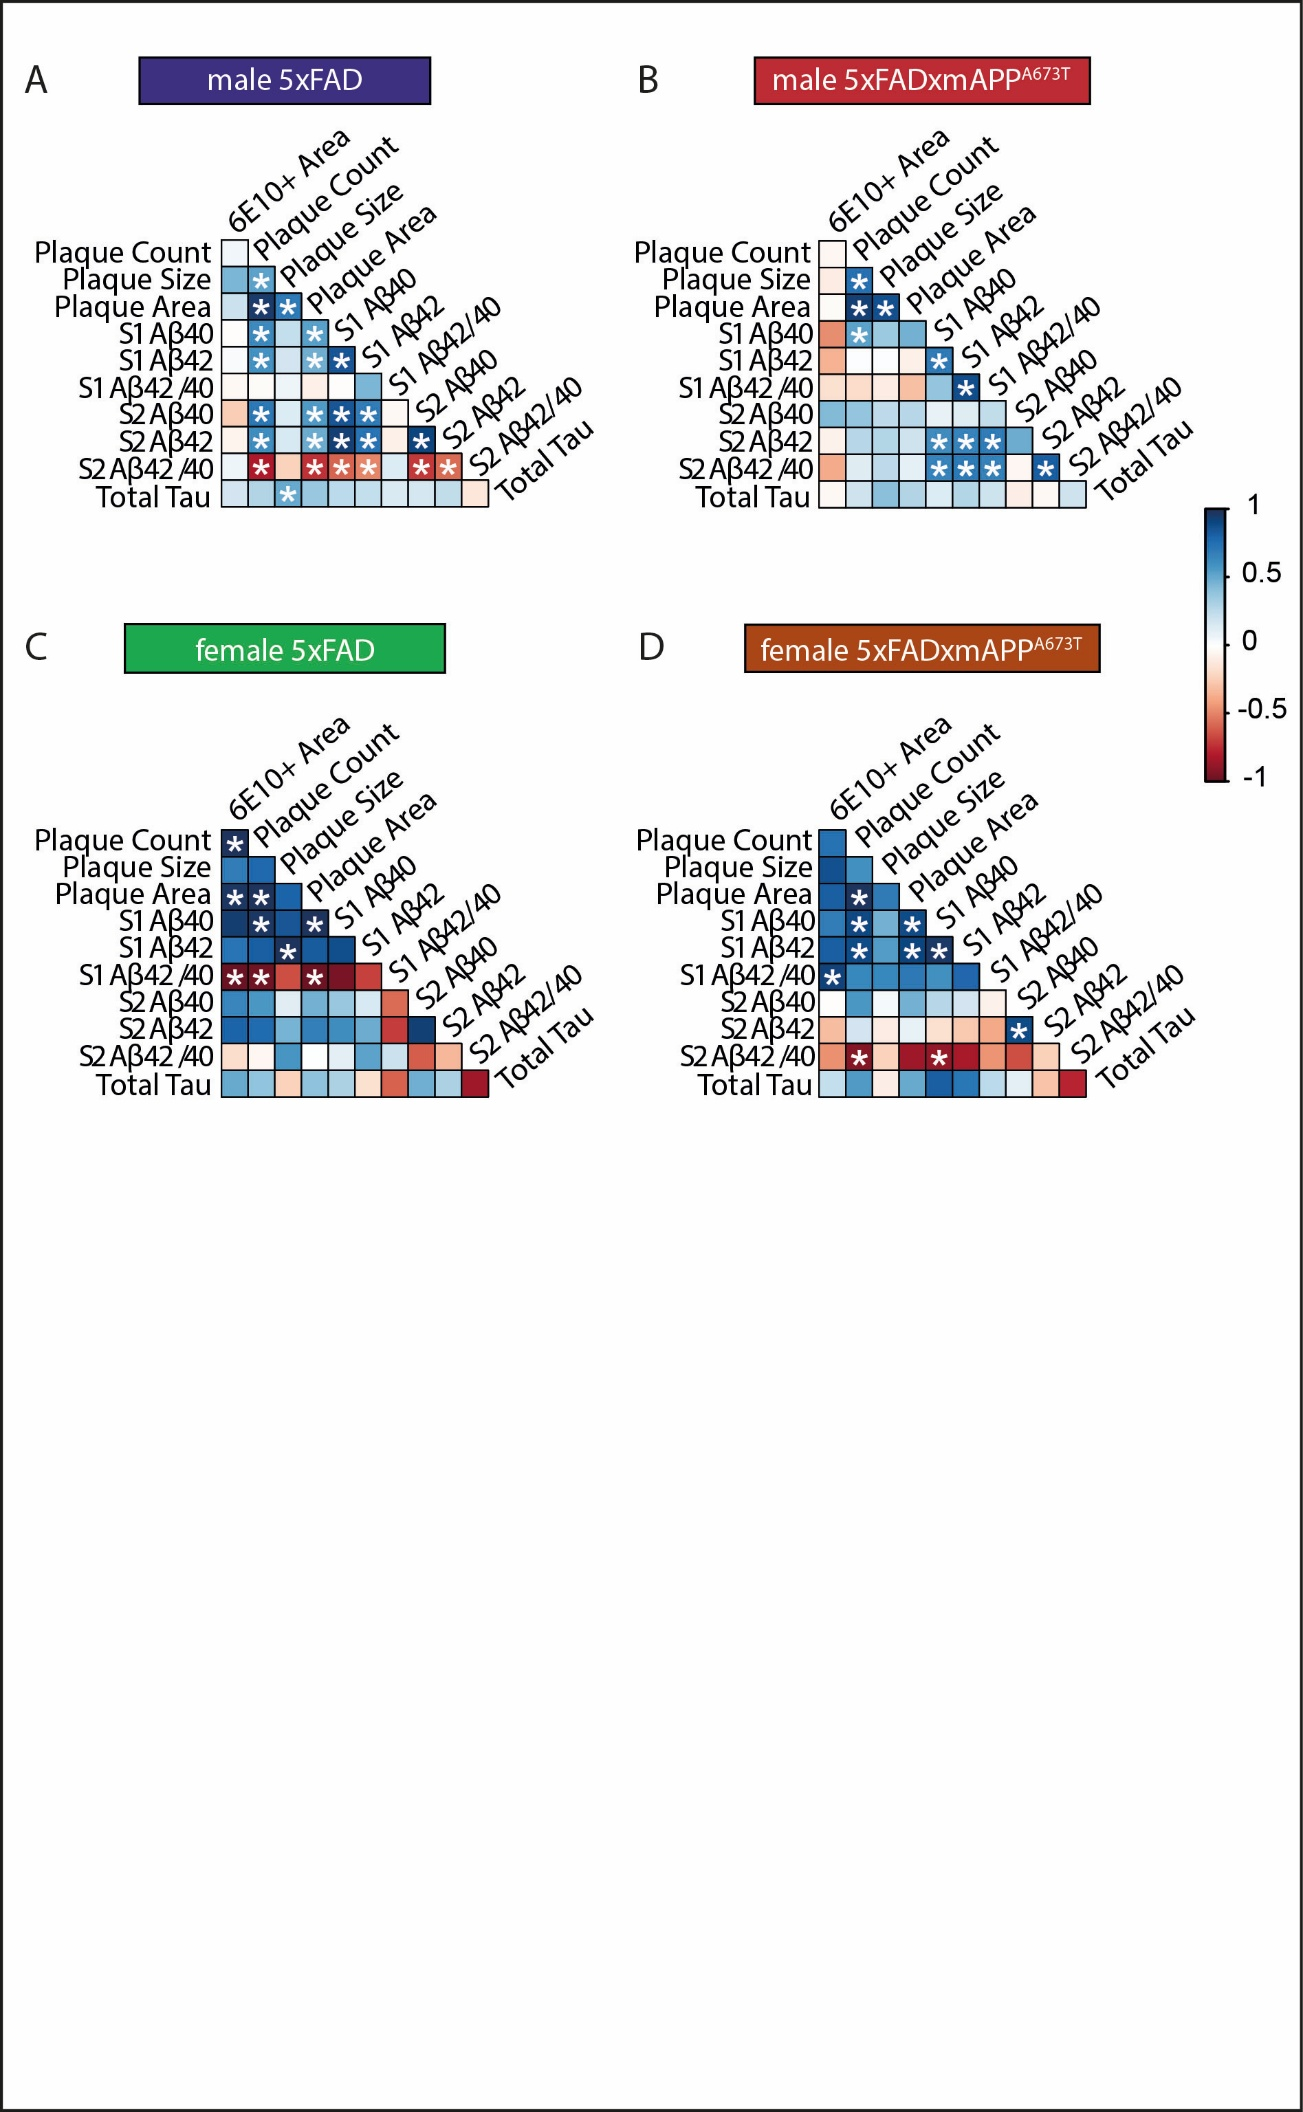 A
male 5xFAD
6E10+ Area
Plaque Count
Plaque Size
Plaque Area
S1 Aβ40
S1 Aβ42
S1 Aβ42/40
S2 Aβ40
S2 Aβ42
S2 Aβ42/40
Total Tau
Plaque Count
Plaque Size *
Plaque Area * *
S1 Aβ40 * *
S1 Aβ42 * * *
S1 Aβ42 /40
S2 Aβ40 * * * *
S2 Aβ42 * * * * *
S2 Aβ42 /40 * * * * * *
Total Tau *
B
male 5xFADxmAPP^A673T
6E10+ Area
Plaque Count
Plaque Size
Plaque Area
S1 Aβ40
S1 Aβ42
S1 Aβ42/40
S2 Aβ40
S2 Aβ42
S2 Aβ42/40
Total Tau
Plaque Count
Plaque Size *
Plaque Area * *
S1 Aβ40 *
S1 Aβ42 *
S1 Aβ42 /40 *
S2 Aβ40
S2 Aβ42 * * *
S2 Aβ42 /40 * * * *
Total Tau
1
0.5
0
-0.5
-1
C
female 5xFAD
6E10+ Area
Plaque Count
Plaque Size
Plaque Area
S1 Aβ40
S1 Aβ42
S1 Aβ42/40
S2 Aβ40
S2 Aβ42
S2 Aβ42/40
Total Tau
Plaque Count *
Plaque Size
Plaque Area * *
S1 Aβ40 * *
S1 Aβ42 *
S1 Aβ42 /40 * * *
S2 Aβ40
S2 Aβ42
S2 Aβ42 /40
Total Tau
D
female 5xFADxmAPP^A673T
6E10+ Area
Plaque Count
Plaque Size
Plaque Area
S1 Aβ40
S1 Aβ42
S1 Aβ42/40
S2 Aβ40
S2 Aβ42
S2 Aβ42/40
Total Tau
Plaque Count
Plaque Size
Plaque Area *
S1 Aβ40 * *
S1 Aβ42 * * *
S1 Aβ42 /40 *
S2 Aβ40
S2 Aβ42 *
S2 Aβ42 /40 * *
Total Tau